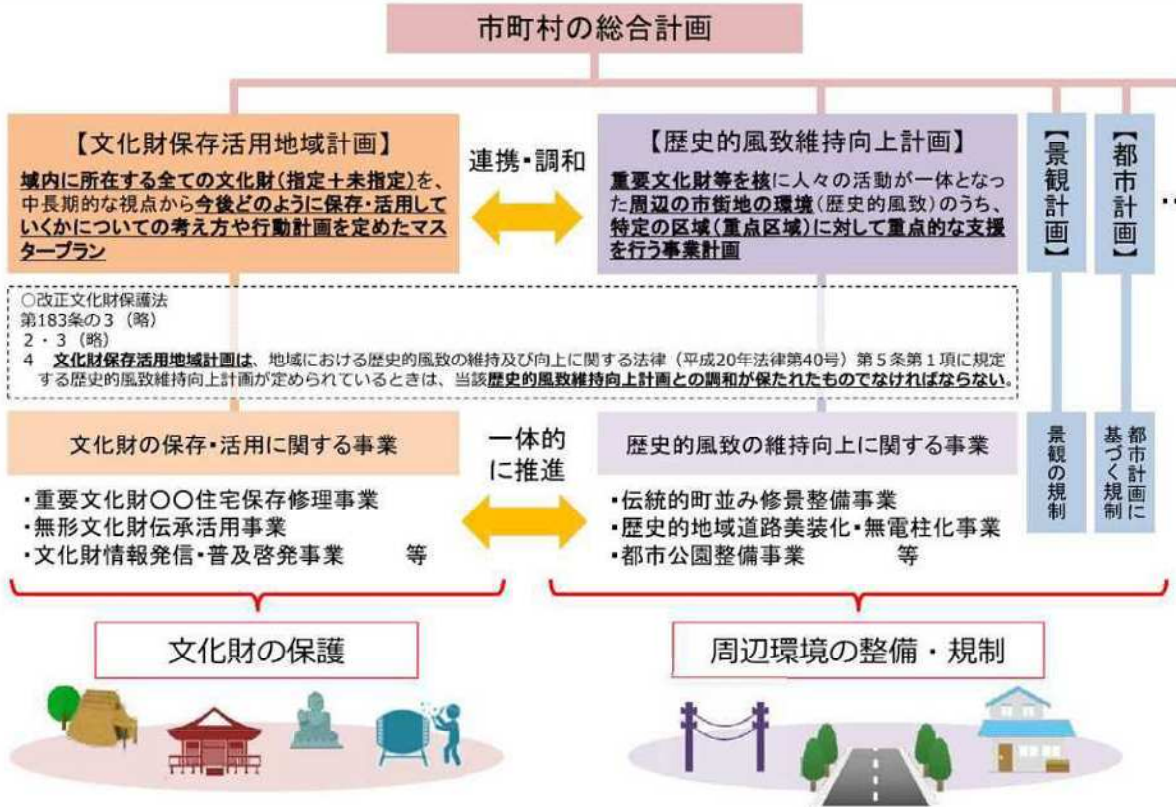 市町村の総合計画
【文化財保存活用地域計画】
域内に所在する全ての文化財(指定+未指定)を、
中長期的な視点から今後どのように保存・活用して
いくかについての考え方や行動計画を定めたマス
タープラン
連携・調和
【歴史的風致維持向上計画】
重要文化財等を核に人々の活動が一体となっ
た周辺の市街地の環境(歴史的風致)のうち、
特定の区域(重点区域)に対して重点的な支援
を行う事業計画
【景観計画】
【都市計画】
‥
○改正文化財保護法
第183条の3(略)
2・3(略)
4 文化財保存活用地域計画は、地域における歴史的風致の維持及び向上に関する法律(平成20年法律第40号)第5条第1項に規定
する歴史的風致維持向上計画が定められているときは、当該歴史的風致維持向上計画との調和が保たれたものでなければならない。
文化財の保存・活用に関する事業
一体的
に推進
歴史的風致の維持向上に関する事業
景観の規制
都市計画に
基づく規制
・重要文化財〇〇住宅保存修理事業
・無形文化財伝承活用事業
・文化財情報発信・普及啓発事業 等
・伝統的町並み修景整備事業
・歴史的地域道路美装化・無電柱化事業
・都市公園整備事業 等
文化財の保護
周辺環境の整備・規制